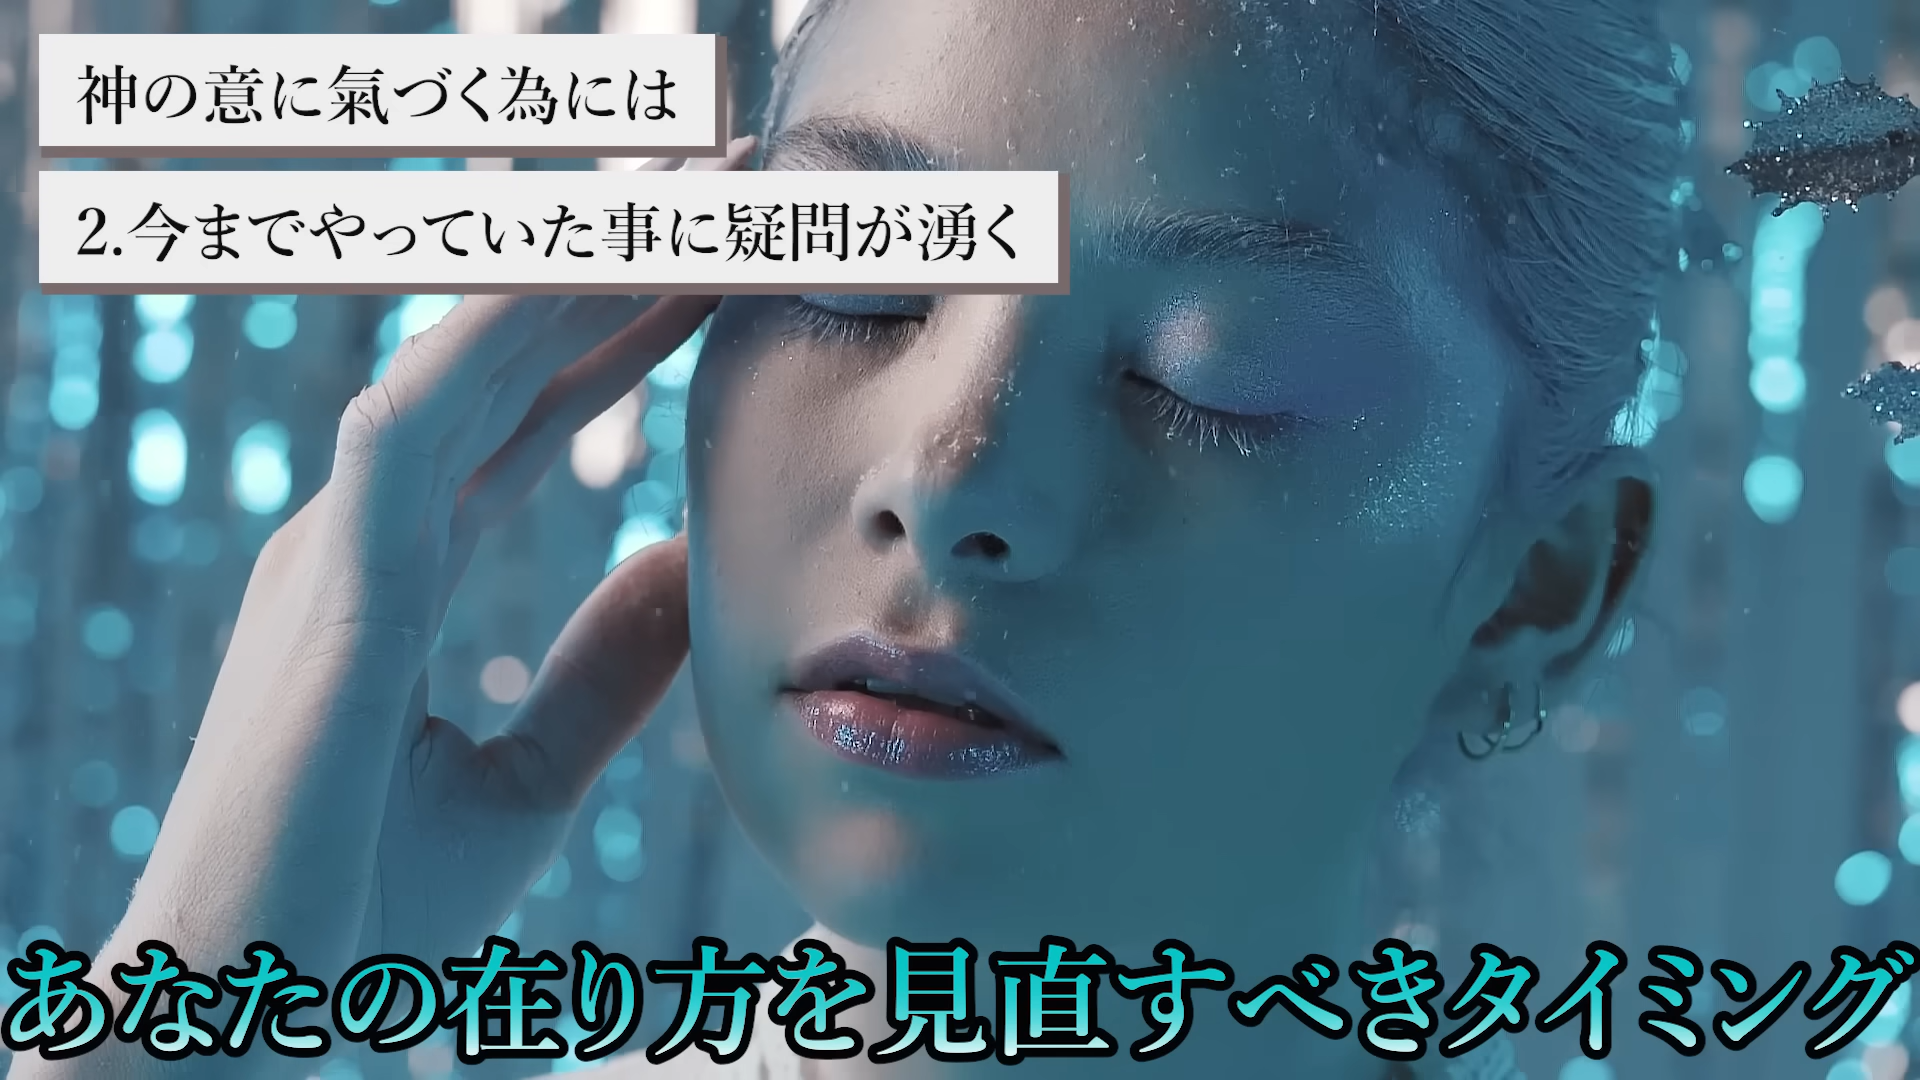 神の意に氣づく為には
2.今までやっていた事に疑問が湧く
あなたの在り方を見直すべきタイミング